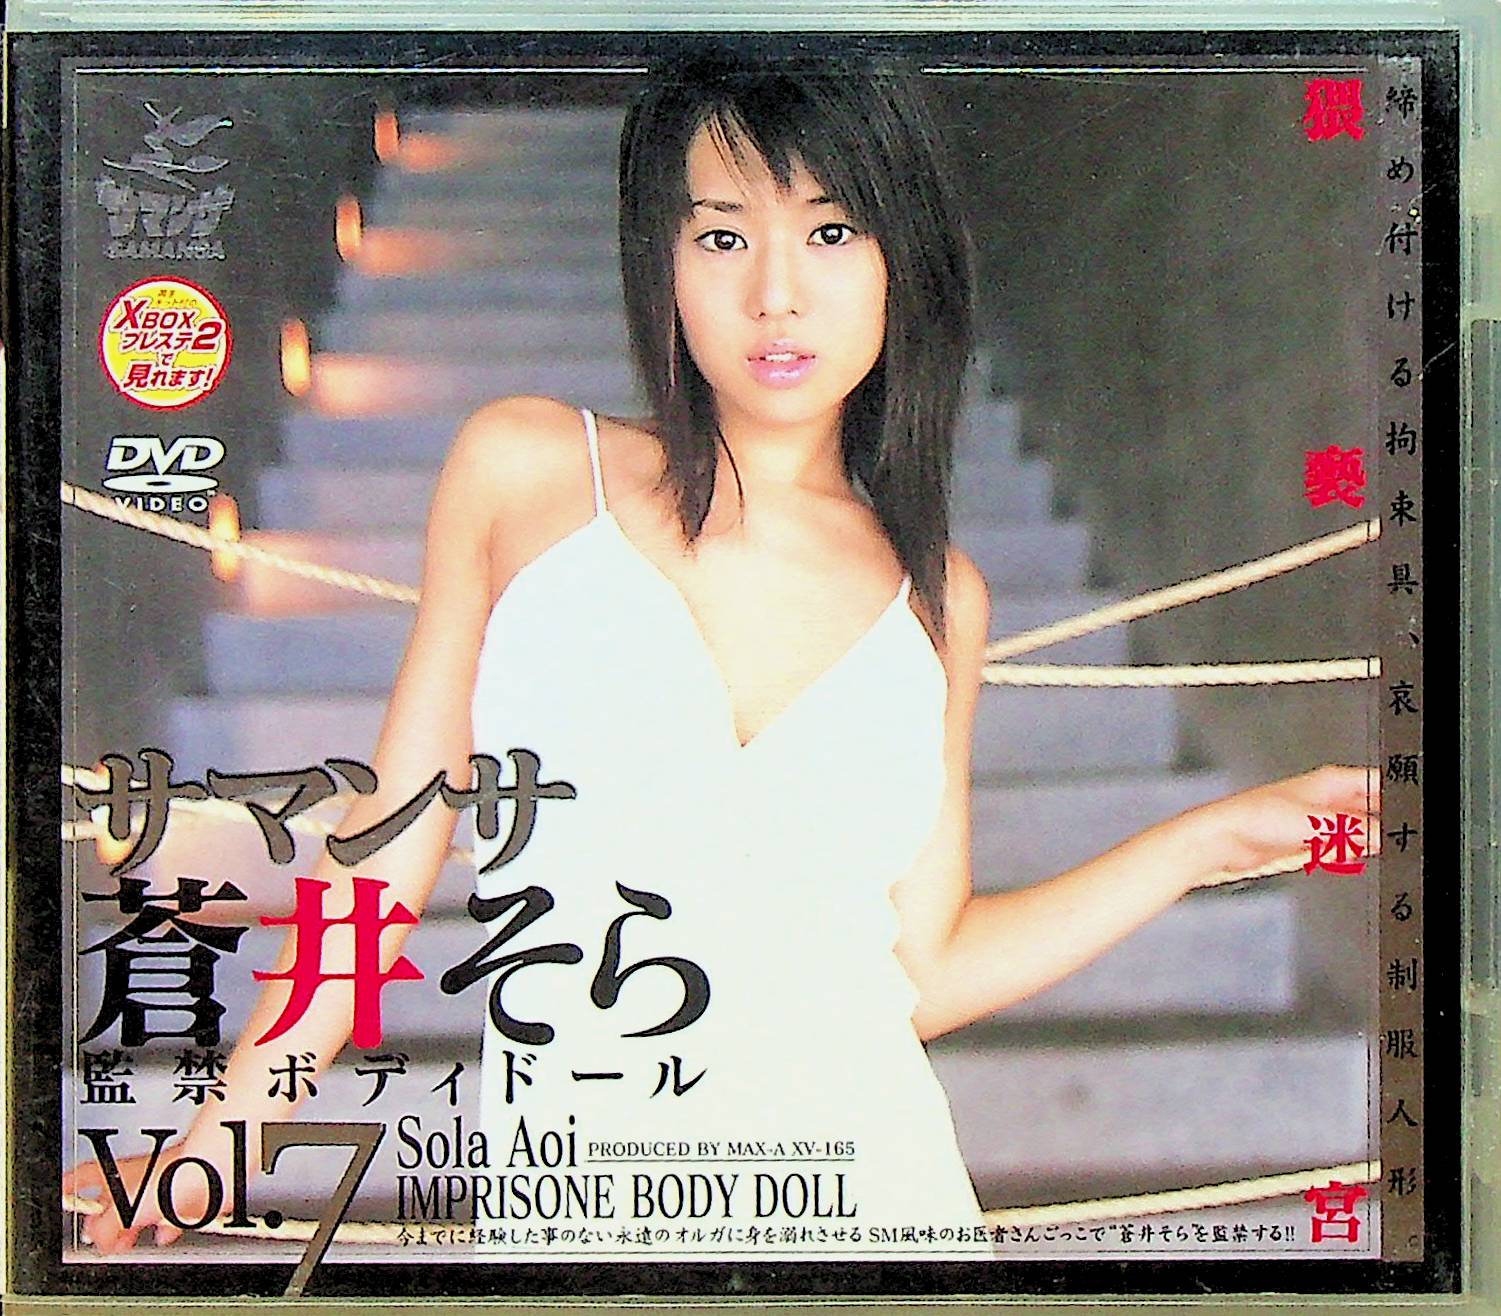 サマンサ
SAMANSA
XBOX
プレステ2
で
見れます!
DVD
VIDEO
サマンサ
蒼井そら
監禁ボディドール
Vol.7
Sola Aoi PRODUCED BY MAX-A XV-165
IMPRISONE BODY DOLL
今までに経験した事のない永遠のオルガに身を溺れさせるSM風味のお医者さんごっこで"蒼井そら"を監禁する!!
猥褻迷宮
締め付ける拘束具、哀願する制服人形。